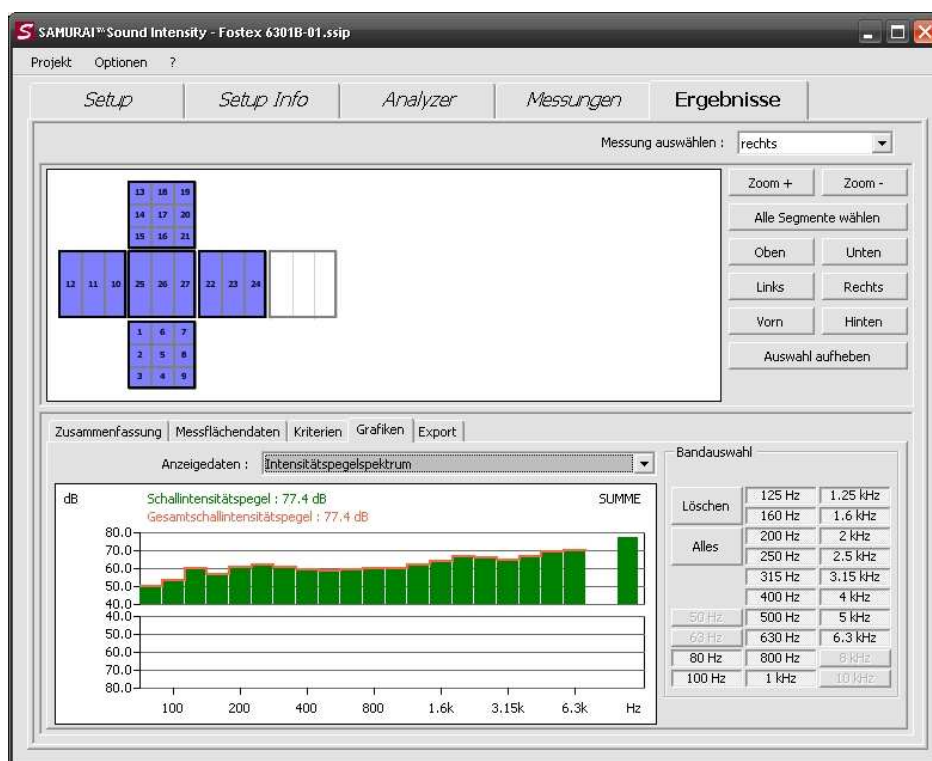 SAMURAI™ Sound Intensity - Fostex 6301B-01.ssip
Projekt Optionen ?
Setup Setup Info Analyzer Messungen Ergebnisse
Messung auswählen : rechts
Zoom + Zoom -
Alle Segmente wählen
Oben Unten
Links Rechts
Vorn Hinten
Auswahl aufheben
13 18 19
14 17 20
15 16 21
12 11 10 25 26 27 22 23 24
1 6 7
2 5 8
3 4 9
Zusammenfassung Messflächendaten Kriterien Grafiken Export
Anzeigedaten : Intensitätspegelspektrum
dB Schallintensitätspegel : 77.4 dB SUMME
Gesamtschallintensitätspegel : 77.4 dB
80.0
70.0
60.0
50.0
40.0
40.0
50.0
60.0
70.0
80.0
100 200 400 800 1.6k 3.15k 6.3k Hz
Bandauswahl
Löschen
Alles
125 Hz 1.25 kHz
160 Hz 1.6 kHz
200 Hz 2 kHz
250 Hz 2.5 kHz
315 Hz 3.15 kHz
400 Hz 4 kHz
50 Hz 500 Hz 5 kHz
63 Hz 630 Hz 6.3 kHz
80 Hz 800 Hz 8 kHz
100 Hz 1 kHz 10 kHz